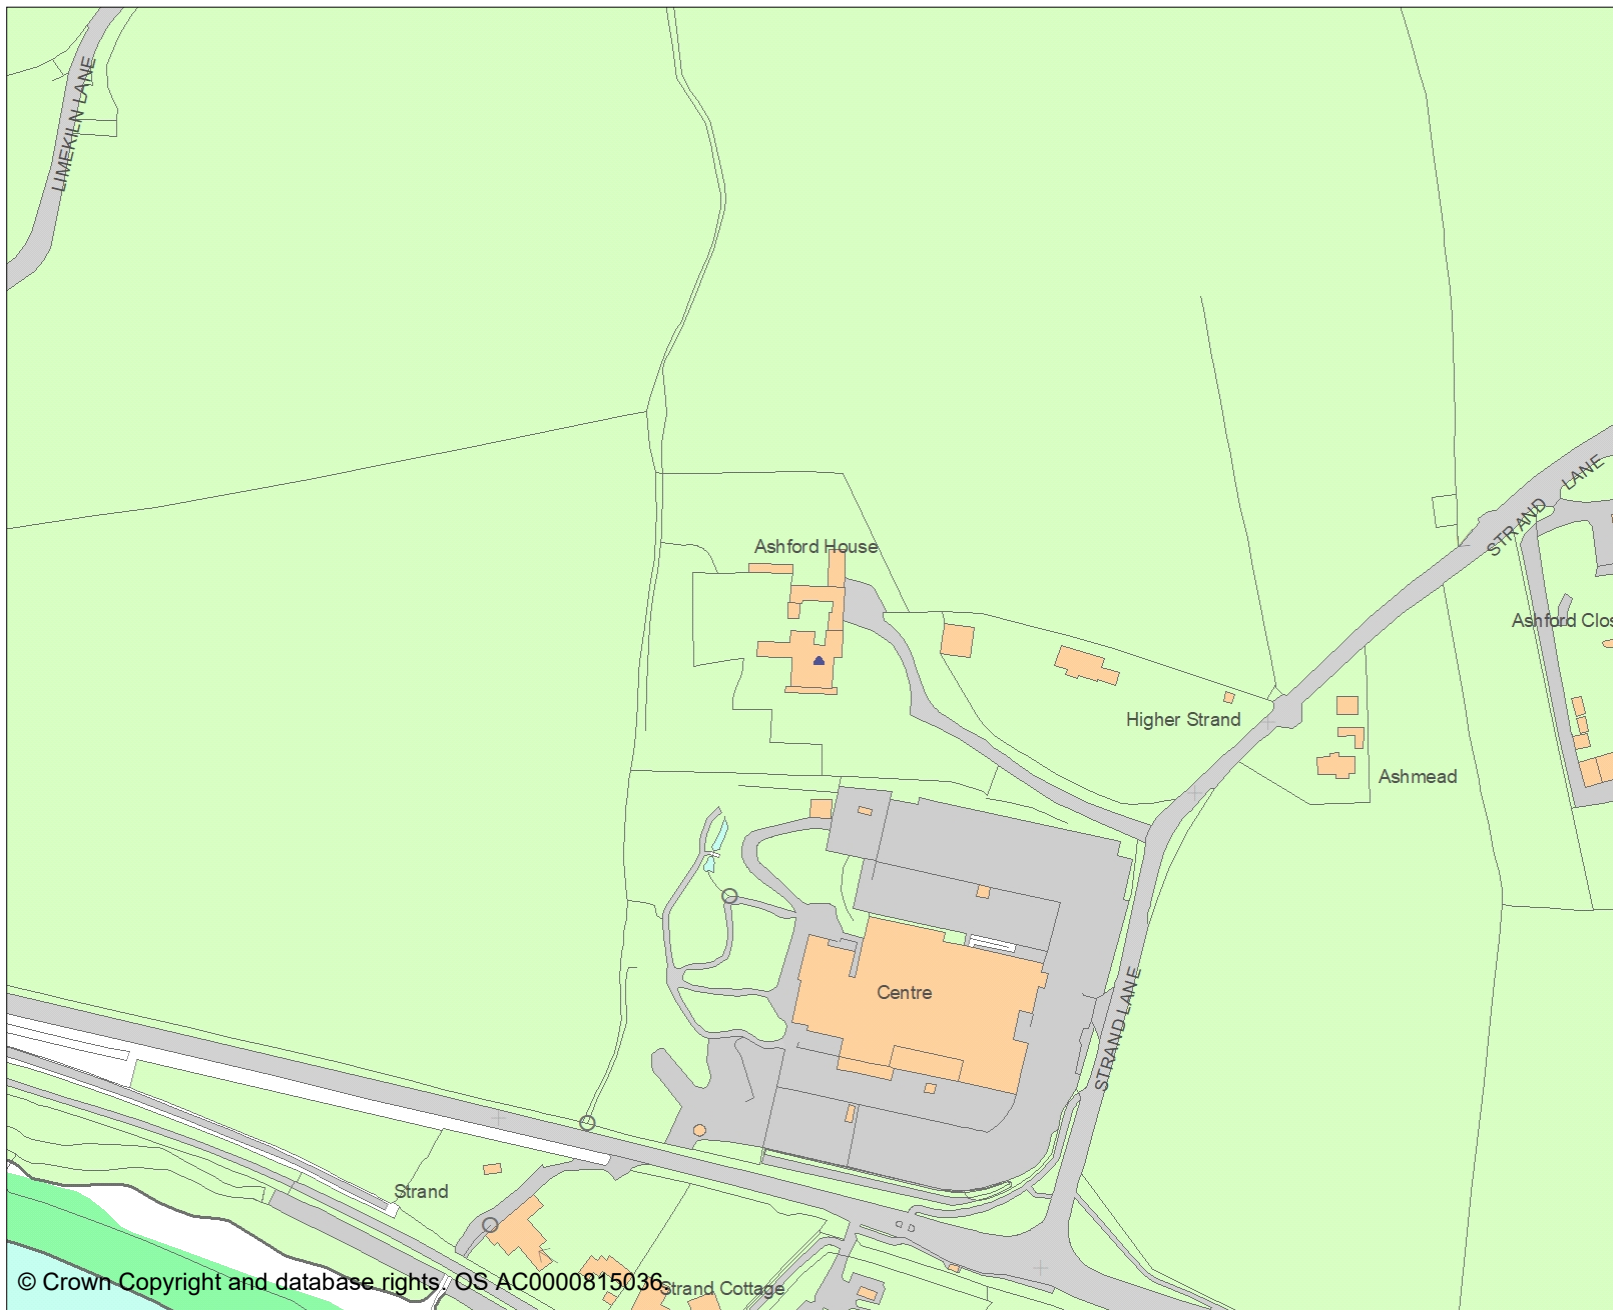 LIMEKILN LANE
STRAND LANE
Ashford House
Ashford Clos
Higher Strand
Ashmead
Centre
STRAND LANE
Strand
© Crown Copyright and database rights. OS AC0000815036
Strand Cottage